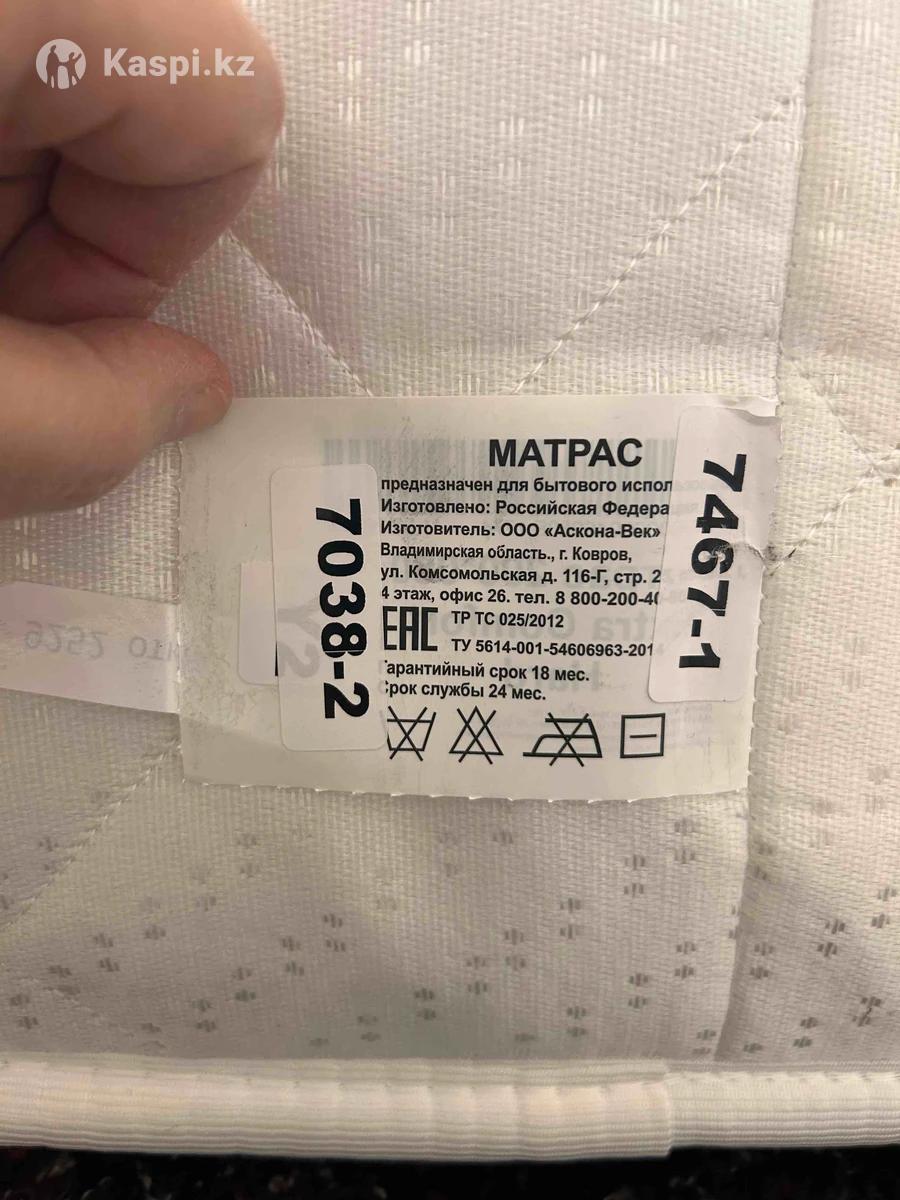 Kaspi.kz
МАТРАС
предназначен для бытового испол
Изготовлено: Российская Федера
Изготовитель: ООО «Аскона-Век»
Владимирская область., г. Ковров,
ул. Комсомольская д. 116-Г, стр. 2
4 этаж, офис 26. тел. 8 800-200-40
EAC ТР ТС 025/2012
ТУ 5614-001-54606963-201
Гарантийный срок 18 мес.
Срок службы 24 мес.
7038-2
7467-1
9252